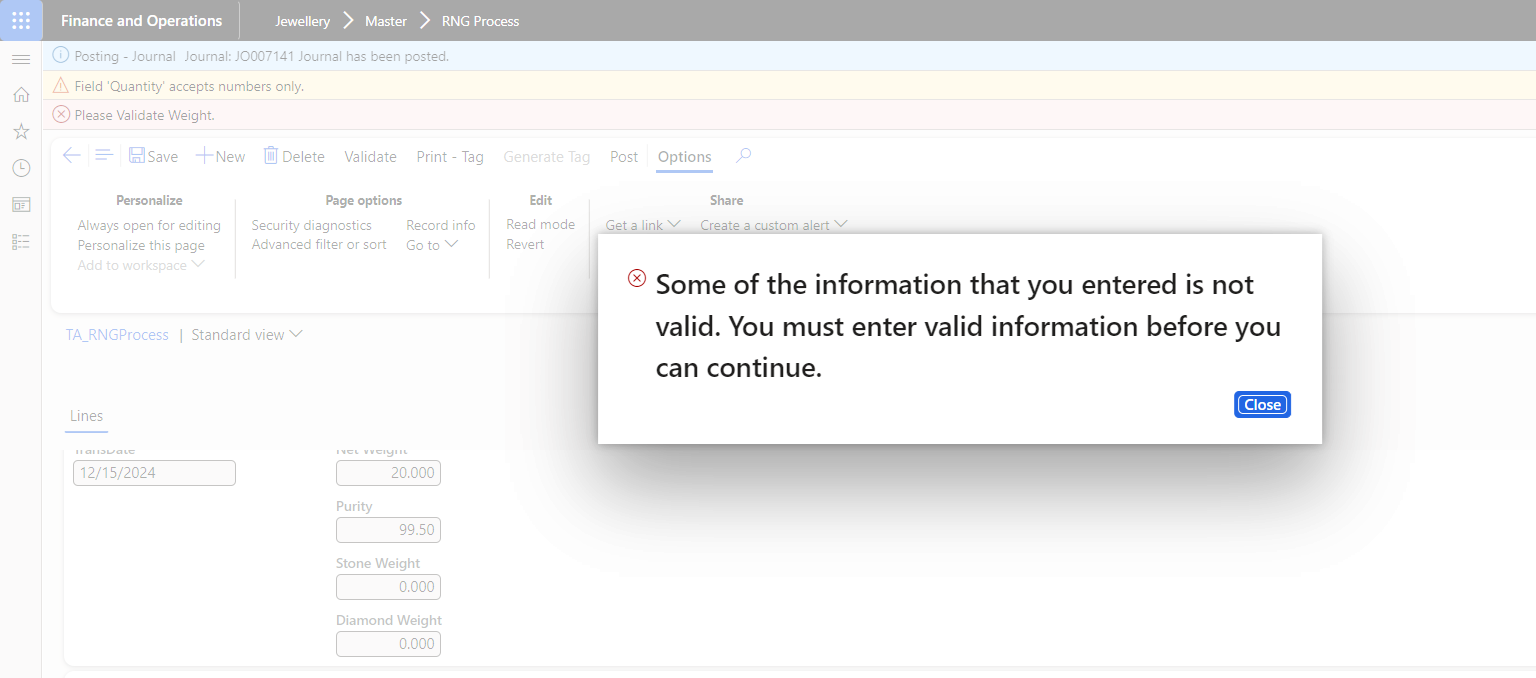 Finance and Operations
Jewellery Master RNG Process
Posting - Journal Journal: JO007141 Journal has been posted.
Field 'Quantity' accepts numbers only.
Please Validate Weight.
Save New Delete Validate Print - Tag Generate Tag Post Options
Personalize
Always open for editing
Personalize this page
Add to workspace
Page options
Security diagnostics Record info
Advanced filter or sort Go to
Edit
Read mode
Revert
Share
Get a link Create a custom alert
Some of the information that you entered is not
valid. You must enter valid information before you
can continue.
Close
TA_RNGProcess | Standard view
Lines
TransDate
12/15/2024
Net Weight
20.000
Purity
99.50
Stone Weight
0.000
Diamond Weight
0.000